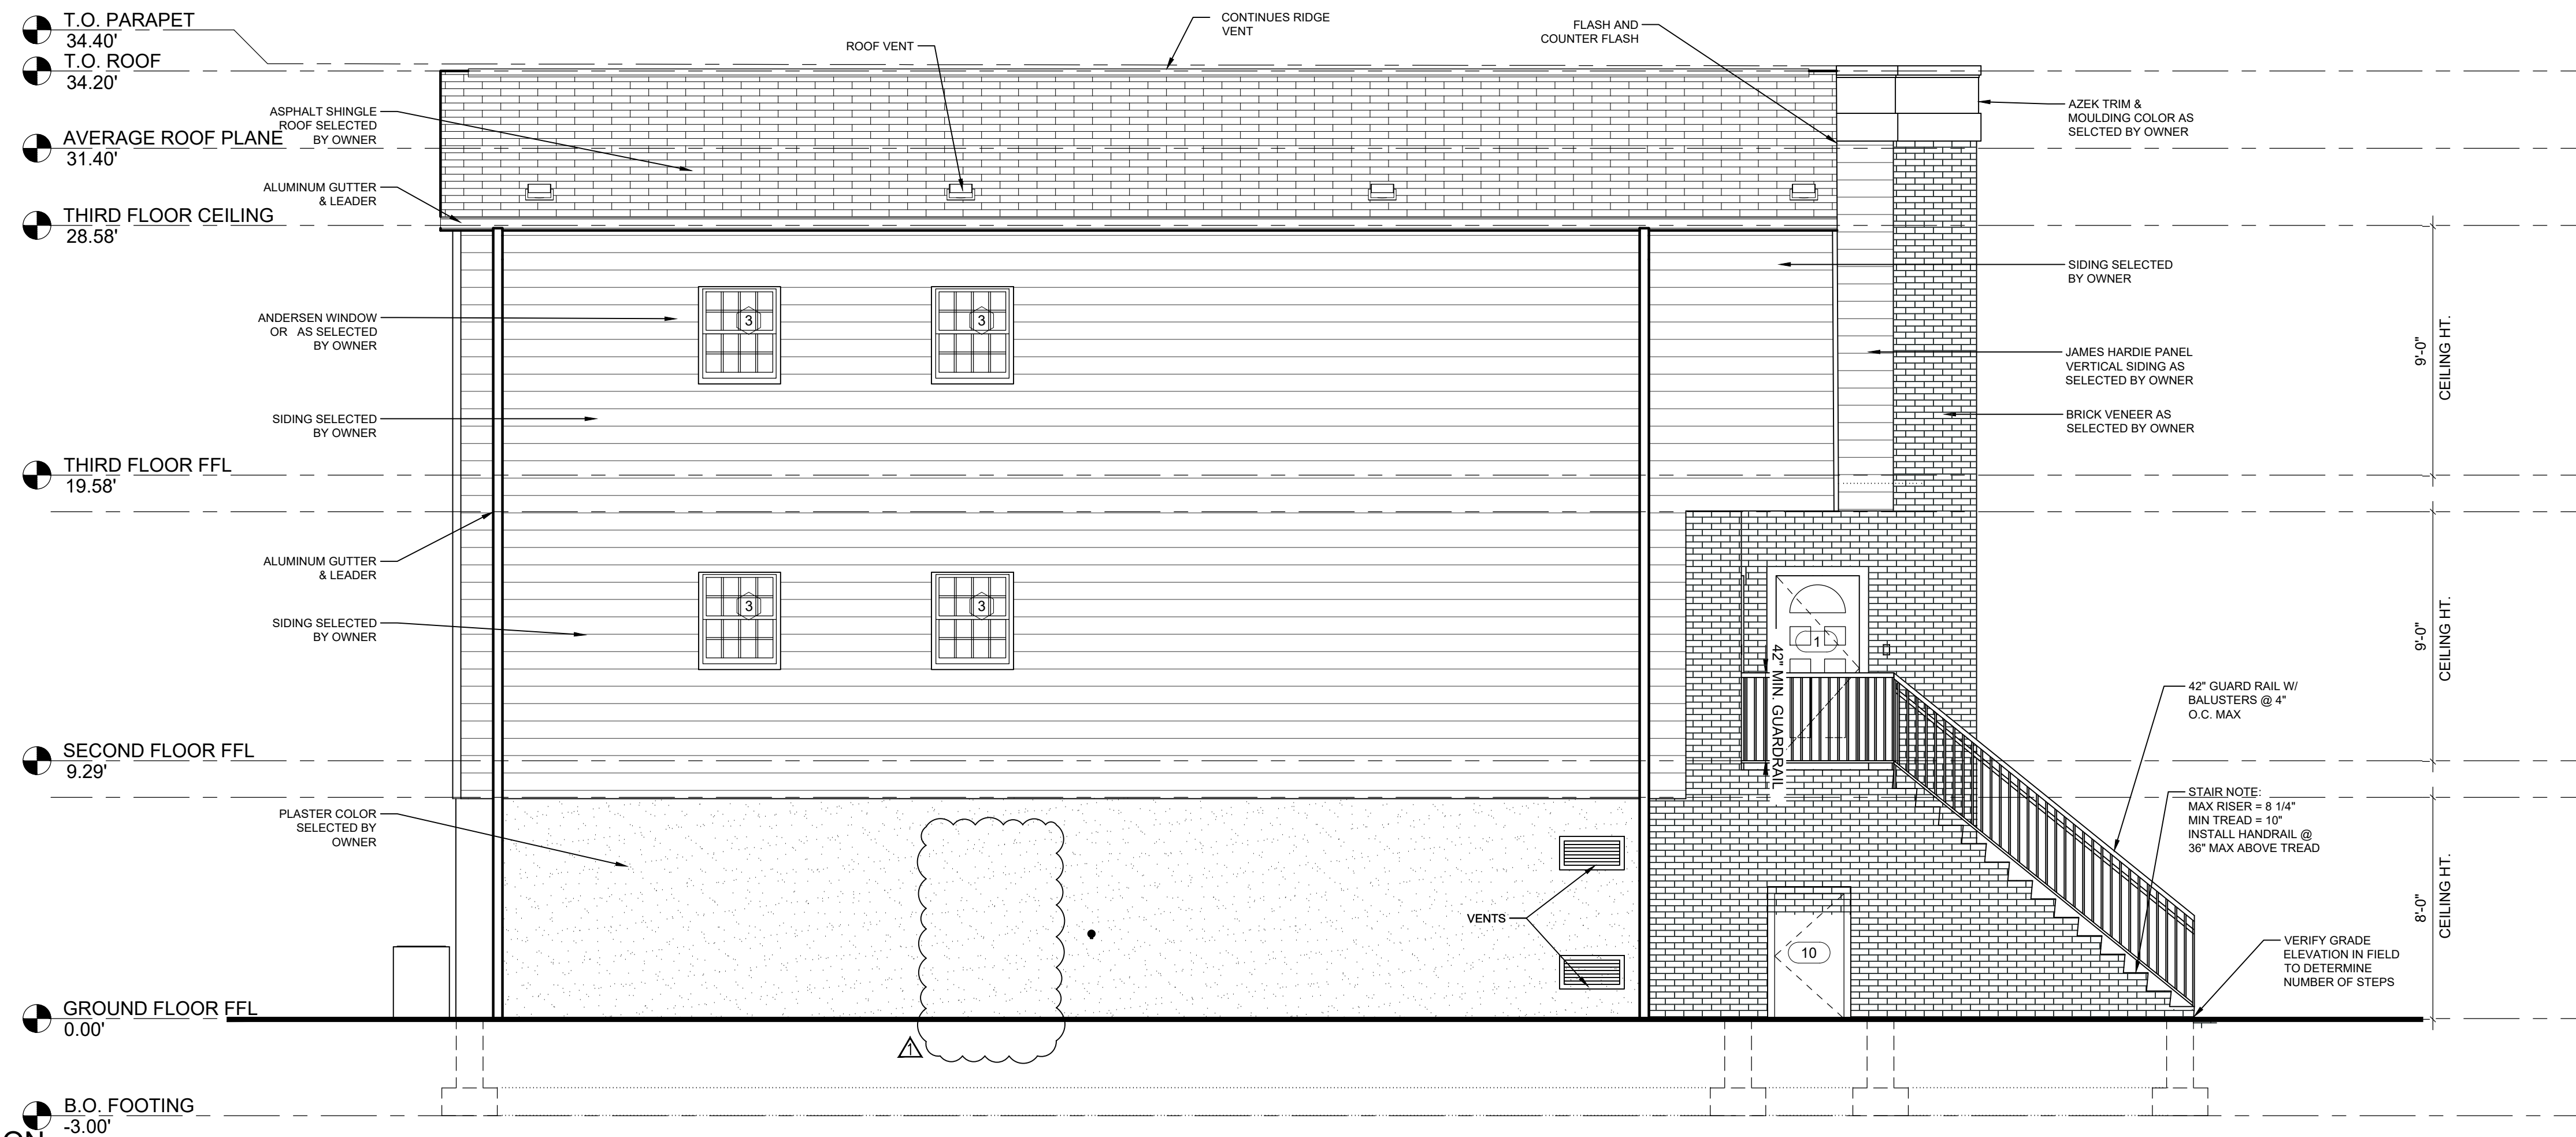 T.O. PARAPET
34.40'
T.O. ROOF
34.20'
AVERAGE ROOF PLANE
31.40'
THIRD FLOOR CEILING
28.58'
THIRD FLOOR FFL
19.58'
SECOND FLOOR FFL
9.29'
GROUND FLOOR FFL
0.00'
B.O. FOOTING
-3.00'
ASPHALT SHINGLE
ROOF SELECTED
BY OWNER
ALUMINUM GUTTER
& LEADER
ANDERSEN WINDOW
OR AS SELECTED
BY OWNER
SIDING SELECTED
BY OWNER
ALUMINUM GUTTER
& LEADER
SIDING SELECTED
BY OWNER
PLASTER COLOR
SELECTED BY
OWNER
ROOF VENT
CONTINUES RIDGE
VENT
FLASH AND
COUNTER FLASH
3
3
3
3
1
VENTS
1
42" MIN. GUARDRAIL
10
AZEK TRIM &
MOULDING COLOR AS
SELCTED BY OWNER
SIDING SELECTED
BY OWNER
JAMES HARDIE PANEL
VERTICAL SIDING AS
SELECTED BY OWNER
BRICK VENEER AS
SELECTED BY OWNER
42" GUARD RAIL W/
BALUSTERS @ 4"
O.C. MAX
STAIR NOTE:
MAX RISER = 8 1/4"
MIN TREAD = 10"
INSTALL HANDRAIL @
36" MAX ABOVE TREAD
VERIFY GRADE
ELEVATION IN FIELD
TO DETERMINE
NUMBER OF STEPS
9'-0"
CEILING HT.
9'-0"
CEILING HT.
8'-0"
CEILING HT.